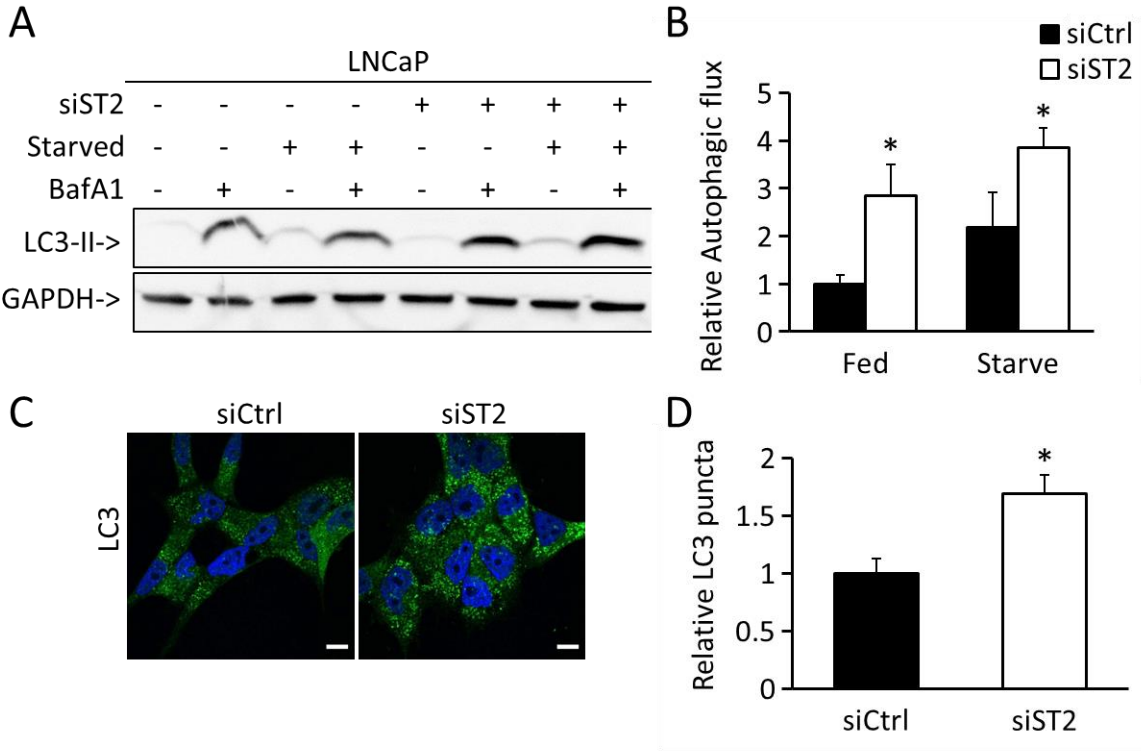 A
LNCaP
siST2 - - - - + + + +
Starved - - + + - - + +
BafA1 - + - + - + - +
LC3-II->
GAPDH->
B
siCtrl
siST2
Relative Autophagic flux
5
4
3
2
1
0
* *
Fed Starve
C
siCtrl siST2
LC3
D
Relative LC3 puncta
2
1.5
1
0.5
0
*
siCtrl siST2